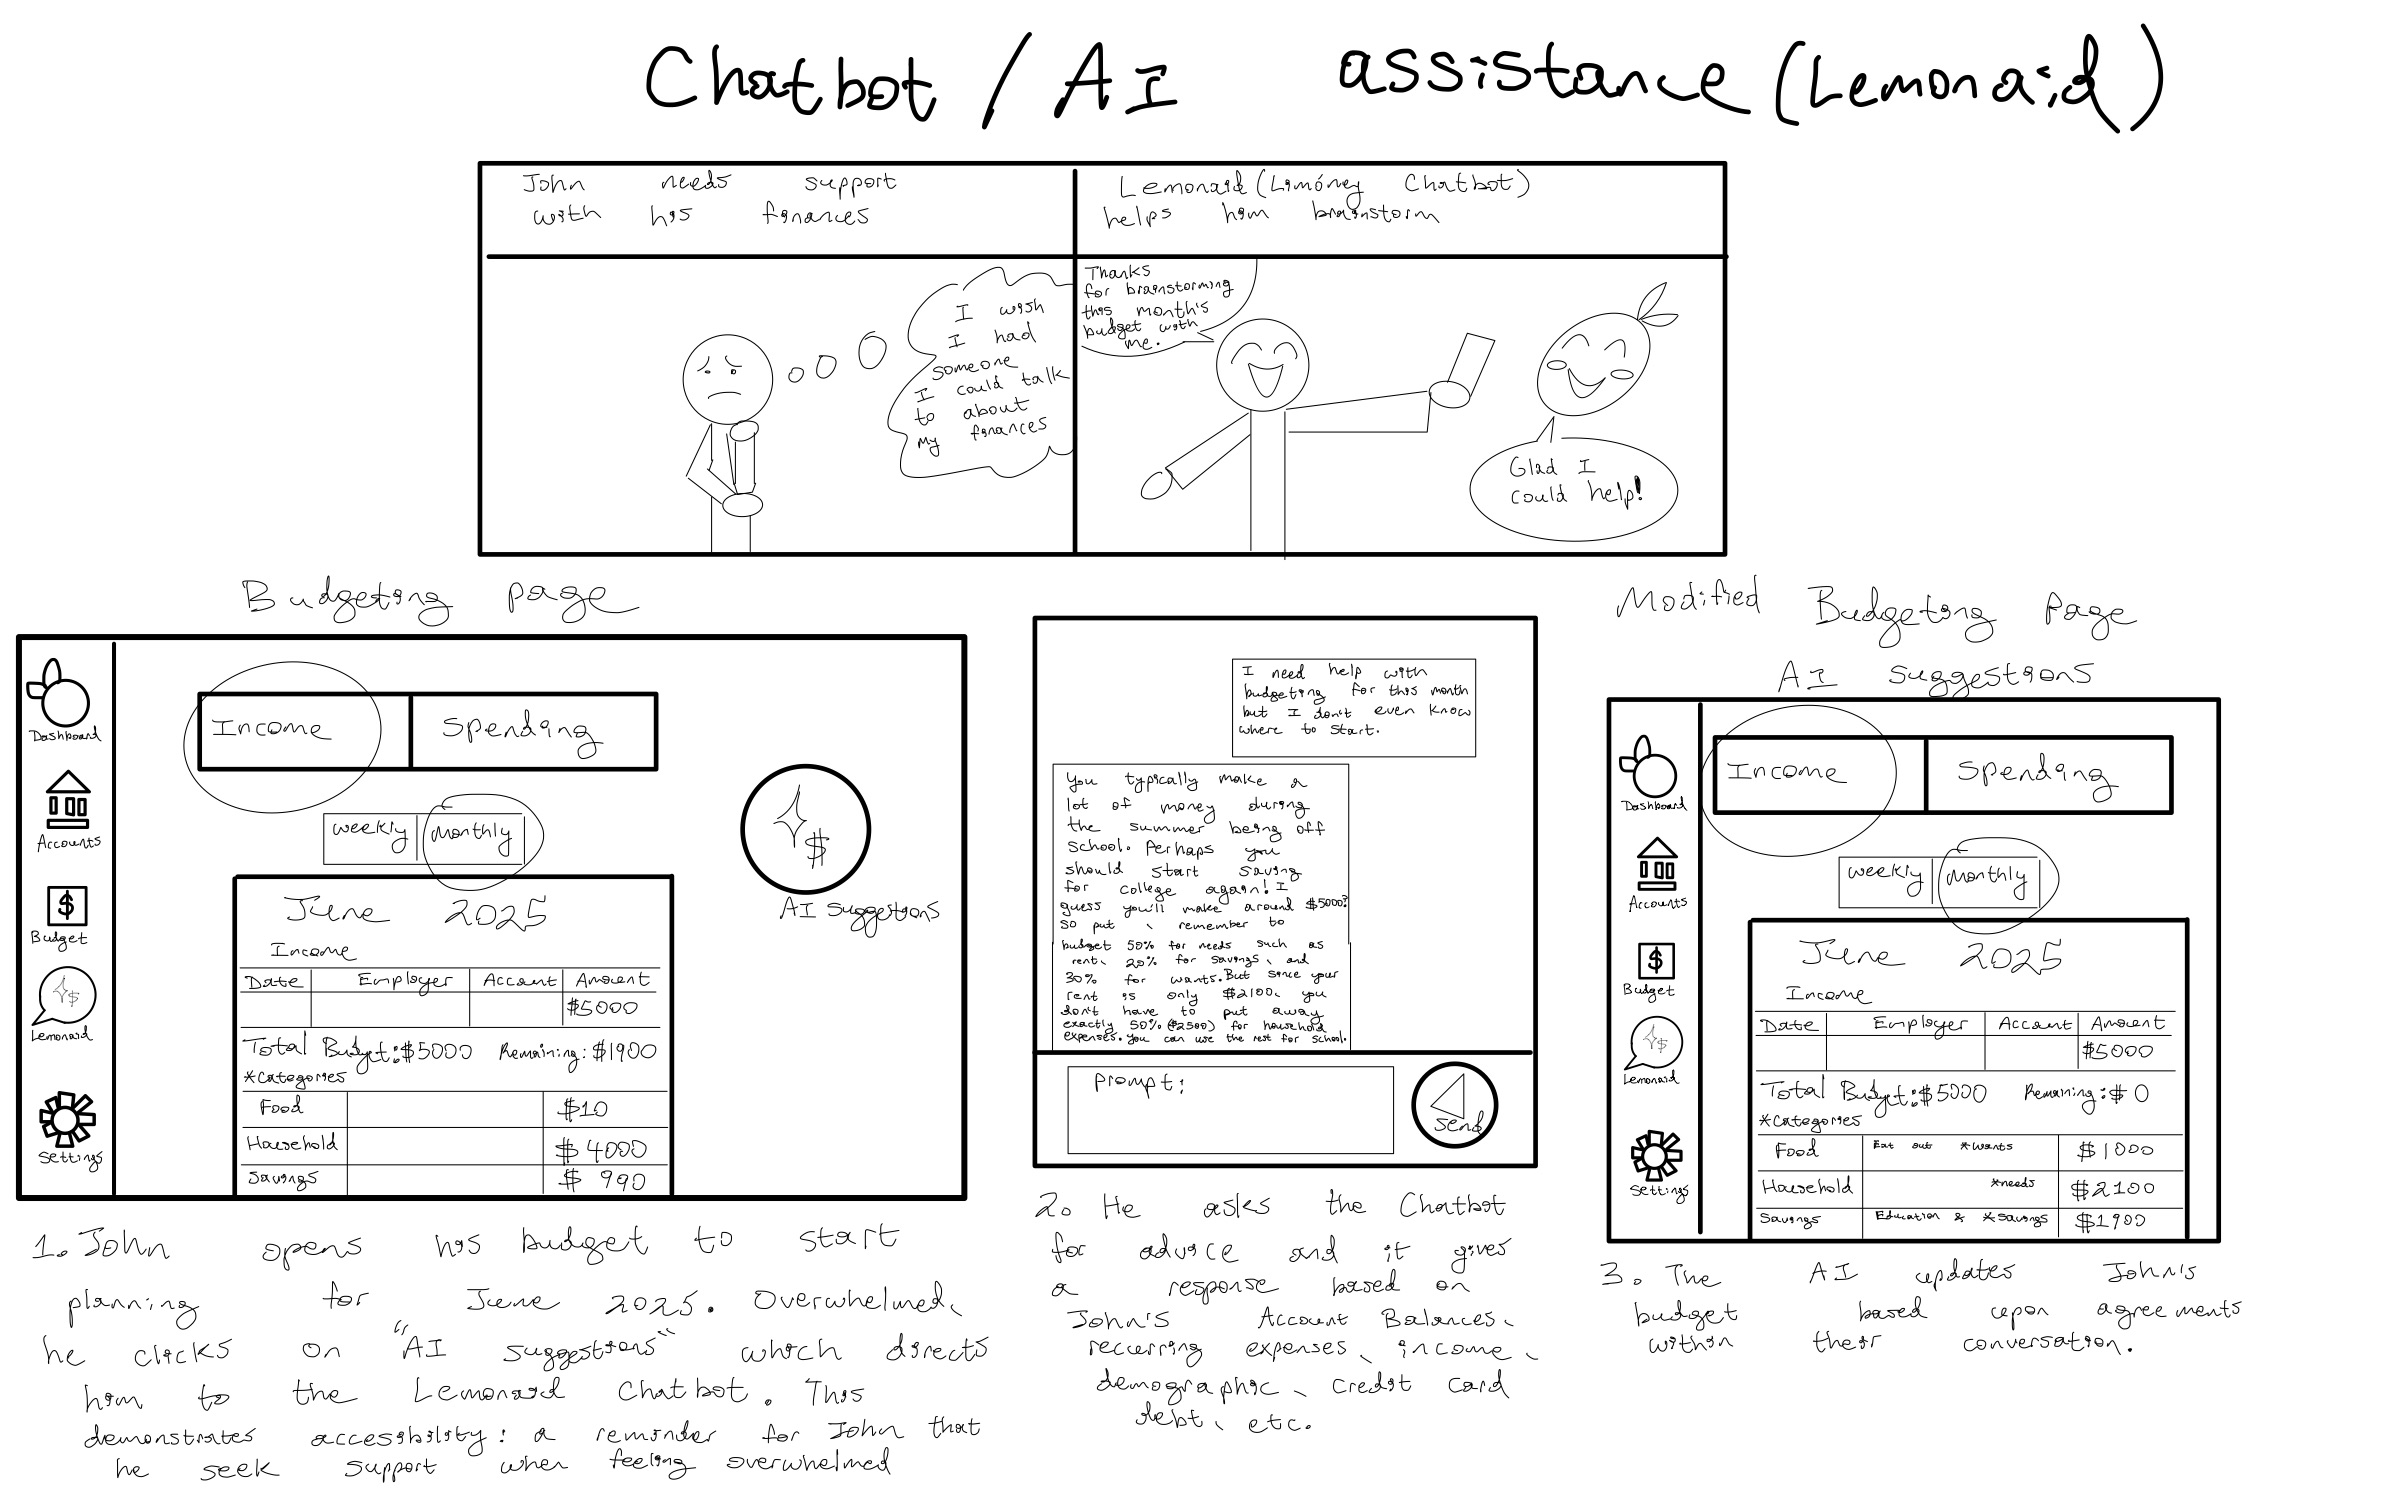 Chatbot / AI assistance (Lemonaid)
John needs support
with his finances
Lemonaid (Limóney Chatbot)
helps him brainstorm
I wish
I had
someone
I could talk
to about
my finances
Thanks
for brainstorming
this month's
budget with
me.
Glad I
could help!
Budgeting page
Dashboard
Accounts
$
Budget
$
Lemonaid
Settings
Income
Spending
weekly
monthly
$
AI suggestions
June 2025
Income
Date Employer Account Amount
$5000
Total Budget: $5000 Remaining: $1900
*Categories
Food $10
Household $4000
Savings $990
1. John opens his budget to start
planning for June 2025. Overwhelmed,
he clicks on "AI suggestions" which directs
him to the Lemonaid Chatbot. This
demonstrates accessibility: a reminder for John that
he seek support when feeling overwhelmed
I need help with
budgeting for this month
but I don't even know
where to start.
You typically make a
lot of money during
the summer being off
school. Perhaps you
should start saving
for college again! I
guess you'll make around $5000?
so put, remember to
budget 50% for needs such as
rent, 20% for savings, and
30% for wants. But since your
rent is only $2100, you
don't have to put away
exactly 50% ($2500) for household
expenses. You can use the rest for school.
Prompt:
Send
2. He asks the Chatbot
for advice and it gives
a response based on
John's Account Balances,
recurring expenses, income,
demographic, credit card
debt, etc.
Modified Budgeting Page
AI suggestions
Dashboard
Accounts
$
Budget
$
Lemonaid
Settings
Income
Spending
weekly
monthly
June 2025
Income
Date Employer Account Amount
$5000
Total Budget: $5000 Remaining: $0
*Categories
Food Eat out *wants $1000
Household *needs $2100
Savings Education & *savings $1900
3. The AI updates John's
budget based upon agreements
within their conversation.